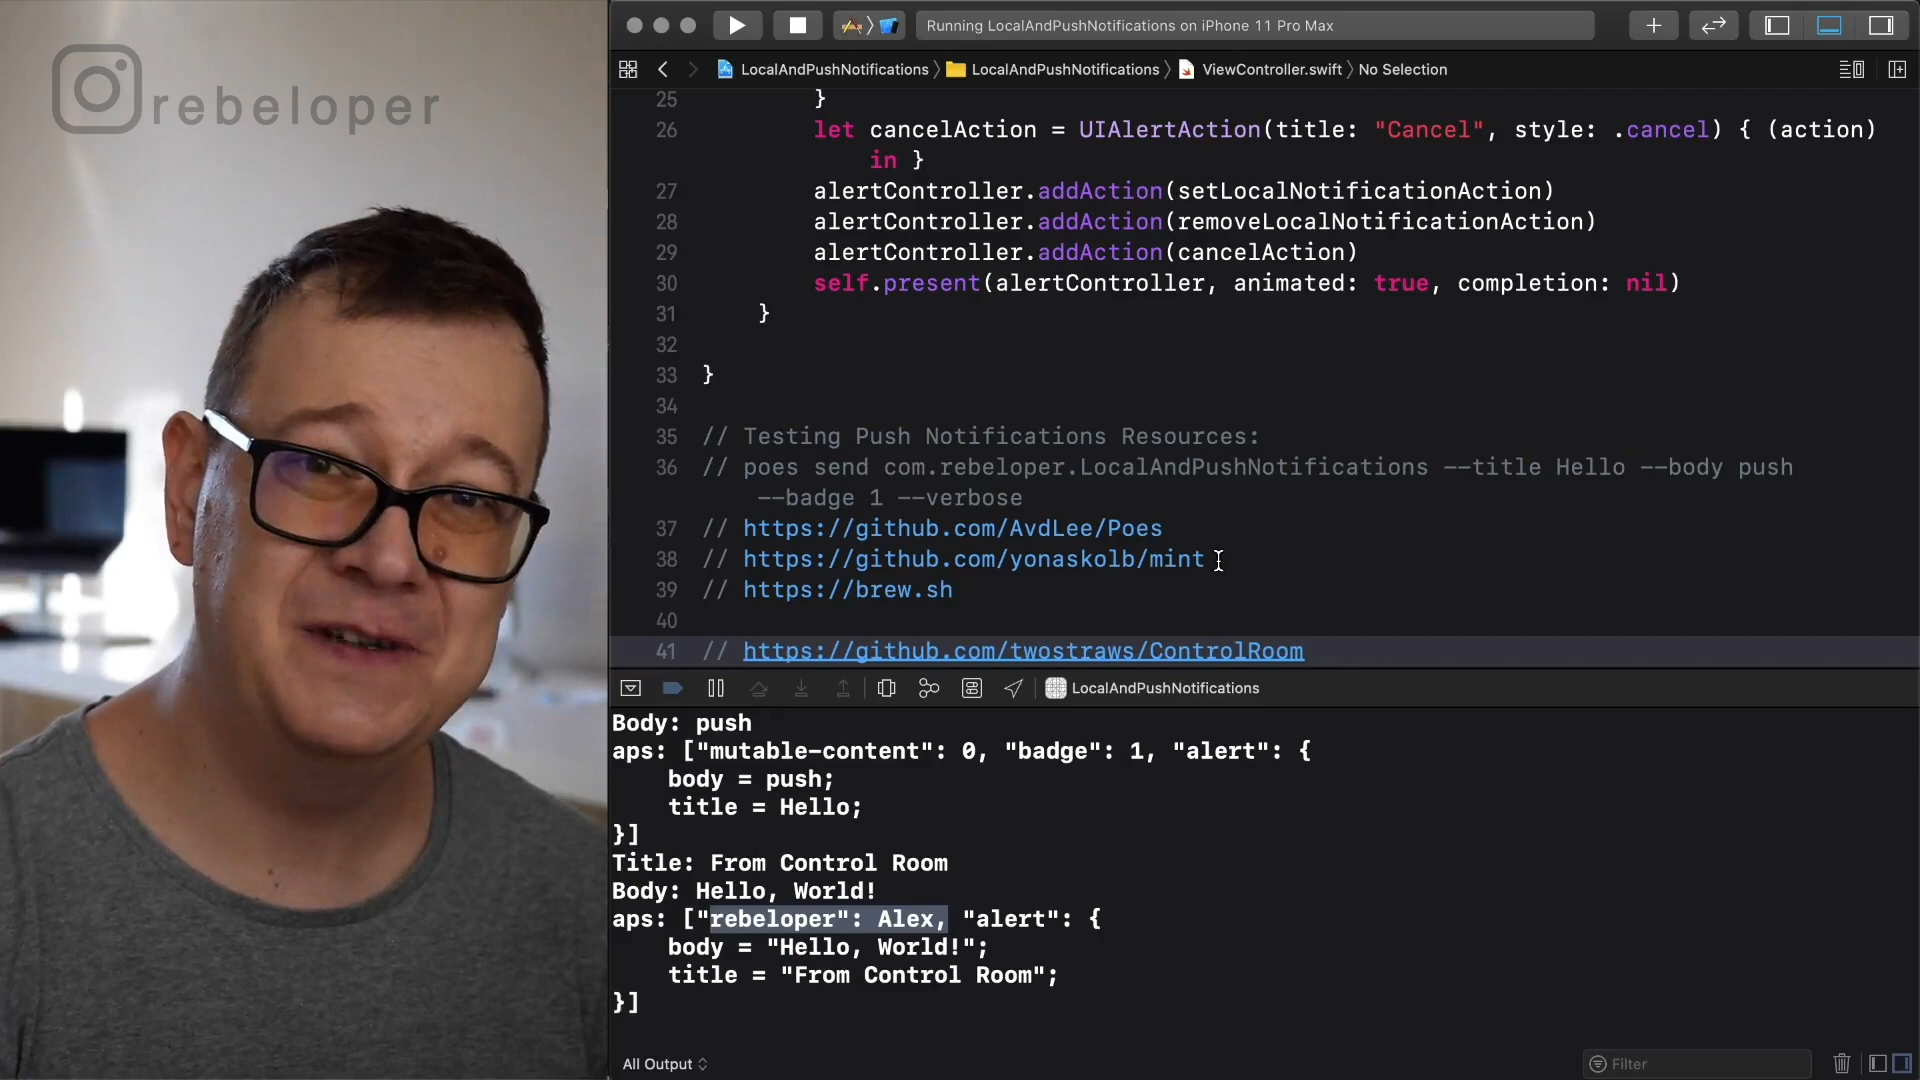 rebeloper
Running LocalAndPushNotifications on iPhone 11 Pro Max
LocalAndPushNotifications LocalAndPushNotifications ViewController.swift No Selection
25 }
26 let cancelAction = UIAlertAction(title: "Cancel", style: .cancel) { (action)
in }
27 alertController.addAction(setLocalNotificationAction)
28 alertController.addAction(removeLocalNotificationAction)
29 alertController.addAction(cancelAction)
30 self.present(alertController, animated: true, completion: nil)
31 }
32
33 }
34
35 // Testing Push Notifications Resources:
36 // poes send com.rebeloper.LocalAndPushNotifications --title Hello --body push
--badge 1 --verbose
37 // https://github.com/AvdLee/Poes
38 // https://github.com/yonaskolb/mint
39 // https://brew.sh
40
41 // https://github.com/twostraws/ControlRoom
LocalAndPushNotifications
Body: push
aps: ["mutable-content": 0, "badge": 1, "alert": {
body = push;
title = Hello;
}]
Title: From Control Room
Body: Hello, World!
aps: ["rebeloper": Alex, "alert": {
body = "Hello, World!";
title = "From Control Room";
}]
All Output
Filter